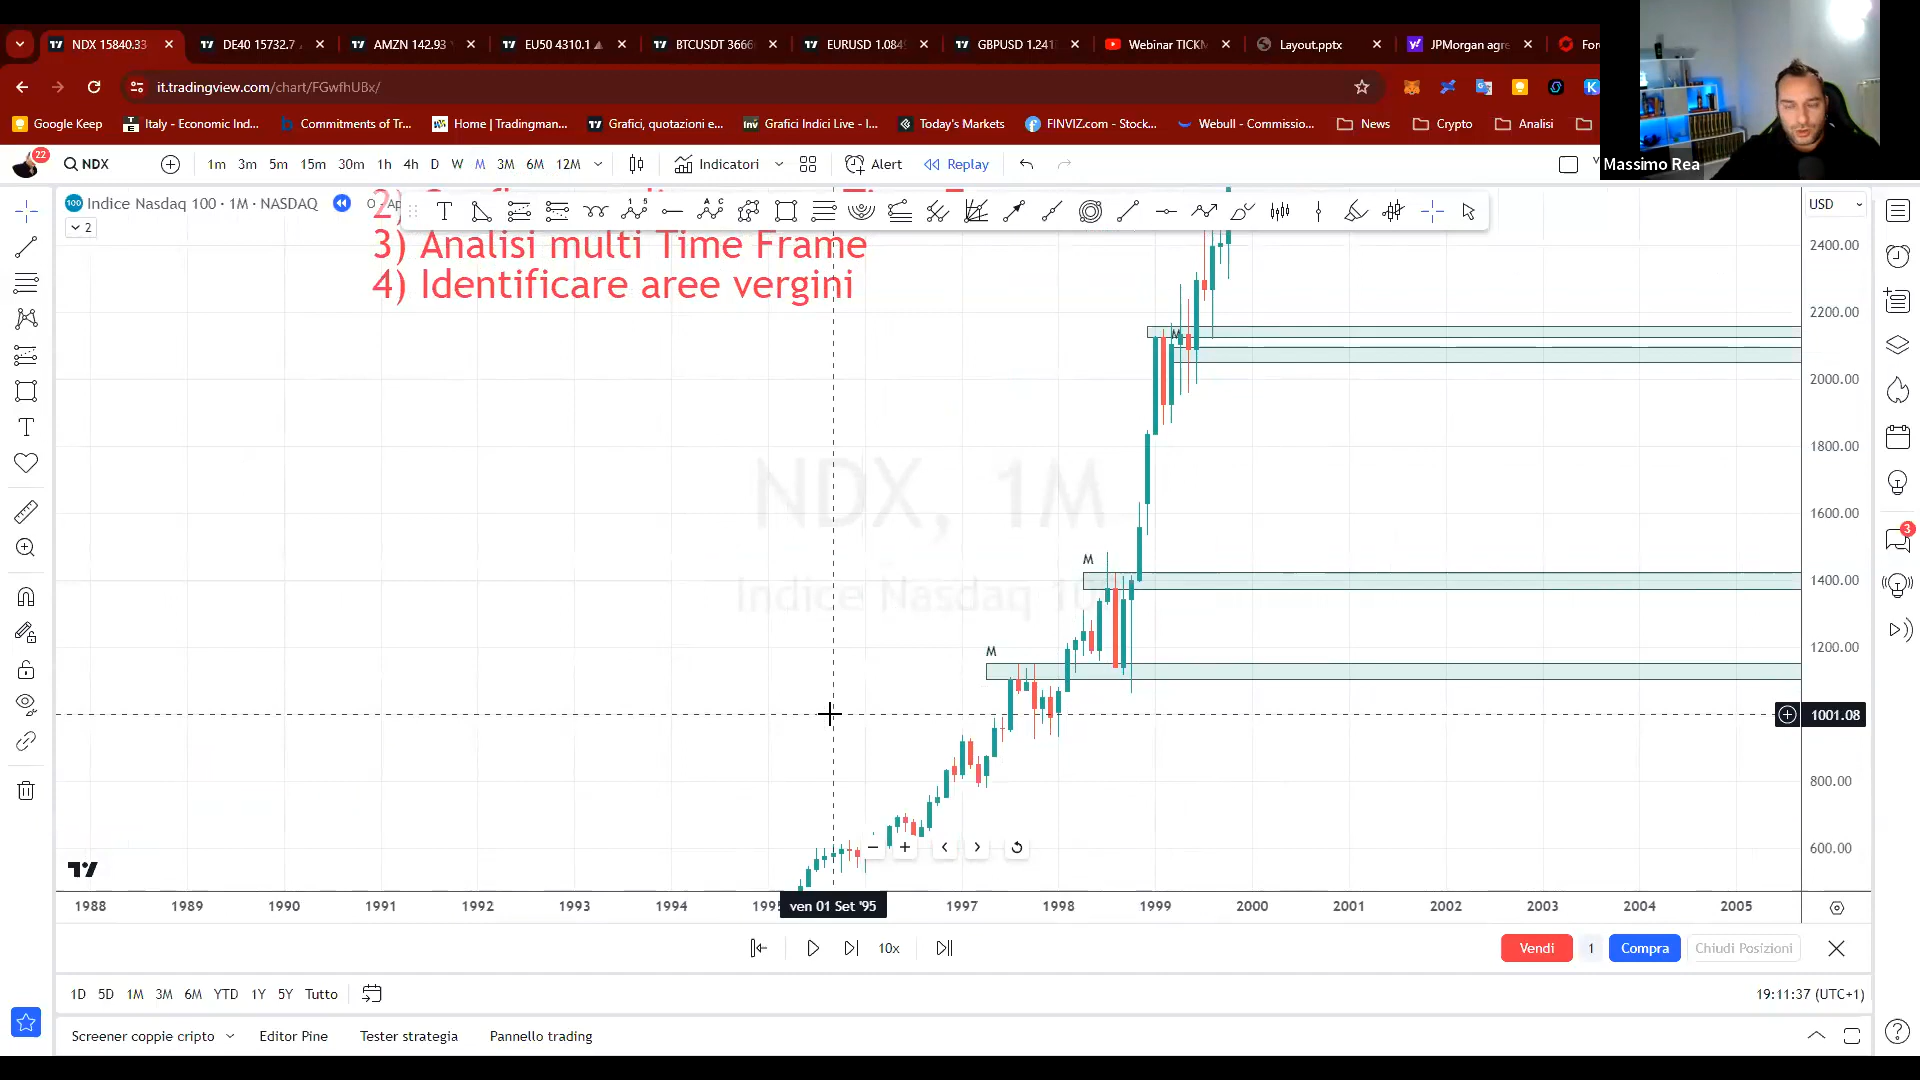 NDX 15840.33
DE40 15732.7
AMZN 142.93
EU50 4310.1
BTCUSDT 3666
EURUSD 1.084
GBPUSD 1.241
Webinar TICKM
Layout.pptx
JPMorgan agre
For
it.tradingview.com/chart/FGwfhUBx/
Google Keep
Italy - Economic Ind...
Commitments of Tr...
Home | Tradingman...
Grafici, quotazioni e...
Grafici Indici Live - I...
Today's Markets
FINVIZ.com - Stock...
Webull - Commissio...
News
Crypto
Analisi
Massimo Rea
22
NDX
1m 3m 5m 15m 30m 1h 4h D W M 3M 6M 12M
Indicatori
Alert
Replay
Indice Nasdaq 100 · 1M · NASDAQ
2
USD
3) Analisi multi Time Frame
4) Identificare aree vergini
NDX, 1M
Indice Nasdaq 10
M
M
M
2400.00
2200.00
2000.00
1800.00
1600.00
1400.00
1200.00
1001.08
800.00
600.00
3
1988 1989 1990 1991 1992 1993 1994 199 ven 01 Set '95 1997 1998 1999 2000 2001 2002 2003 2004 2005
10x
Vendi 1 Compra Chiudi Posizioni
1D 5D 1M 3M 6M YTD 1Y 5Y Tutto
19:11:37 (UTC+1)
Screener coppie cripto Editor Pine Tester strategia Pannello trading